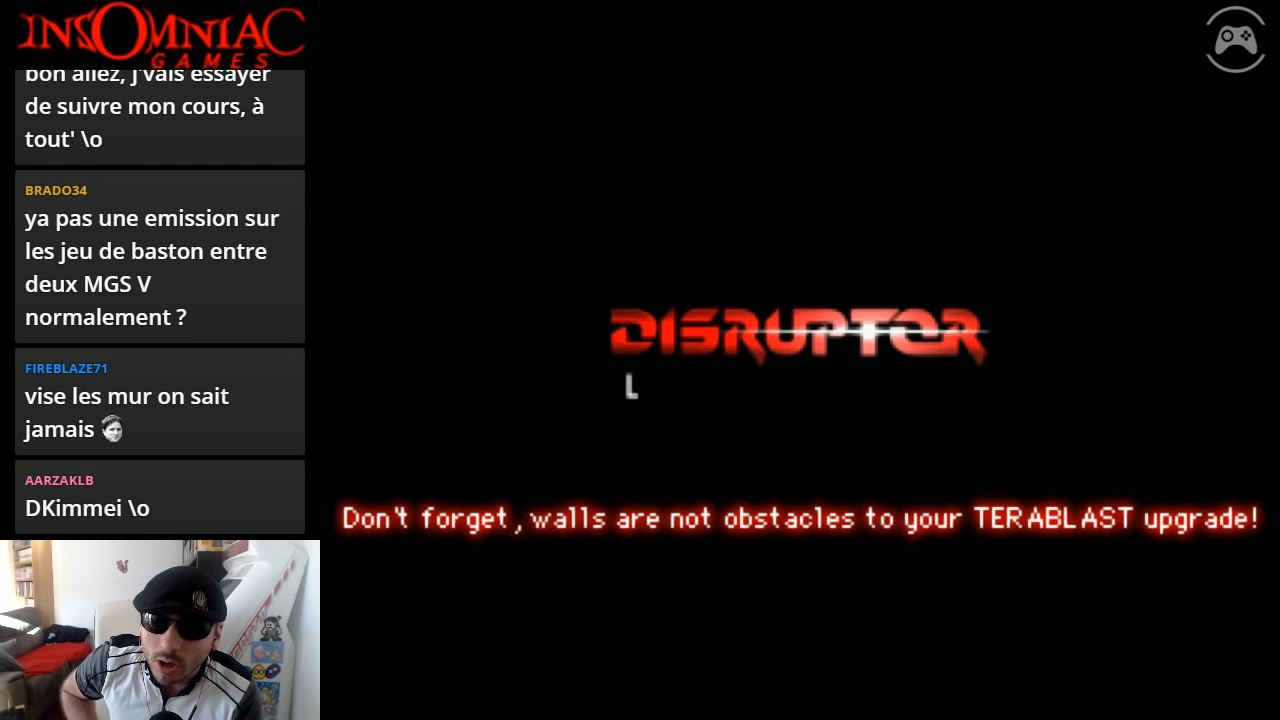 INSOMNIAC
GAMES
bon allez, j'vais essayer
de suivre mon cours, à
tout' \o
BRADO34
ya pas une emission sur
les jeu de baston entre
deux MGS V
normalement ?
FIREBLAZE71
vise les mur on sait
jamais
AARZAKLB
DKimmei \o
DISRUPTOR
L
Don't forget, walls are not obstacles to your TERABLAST upgrade!